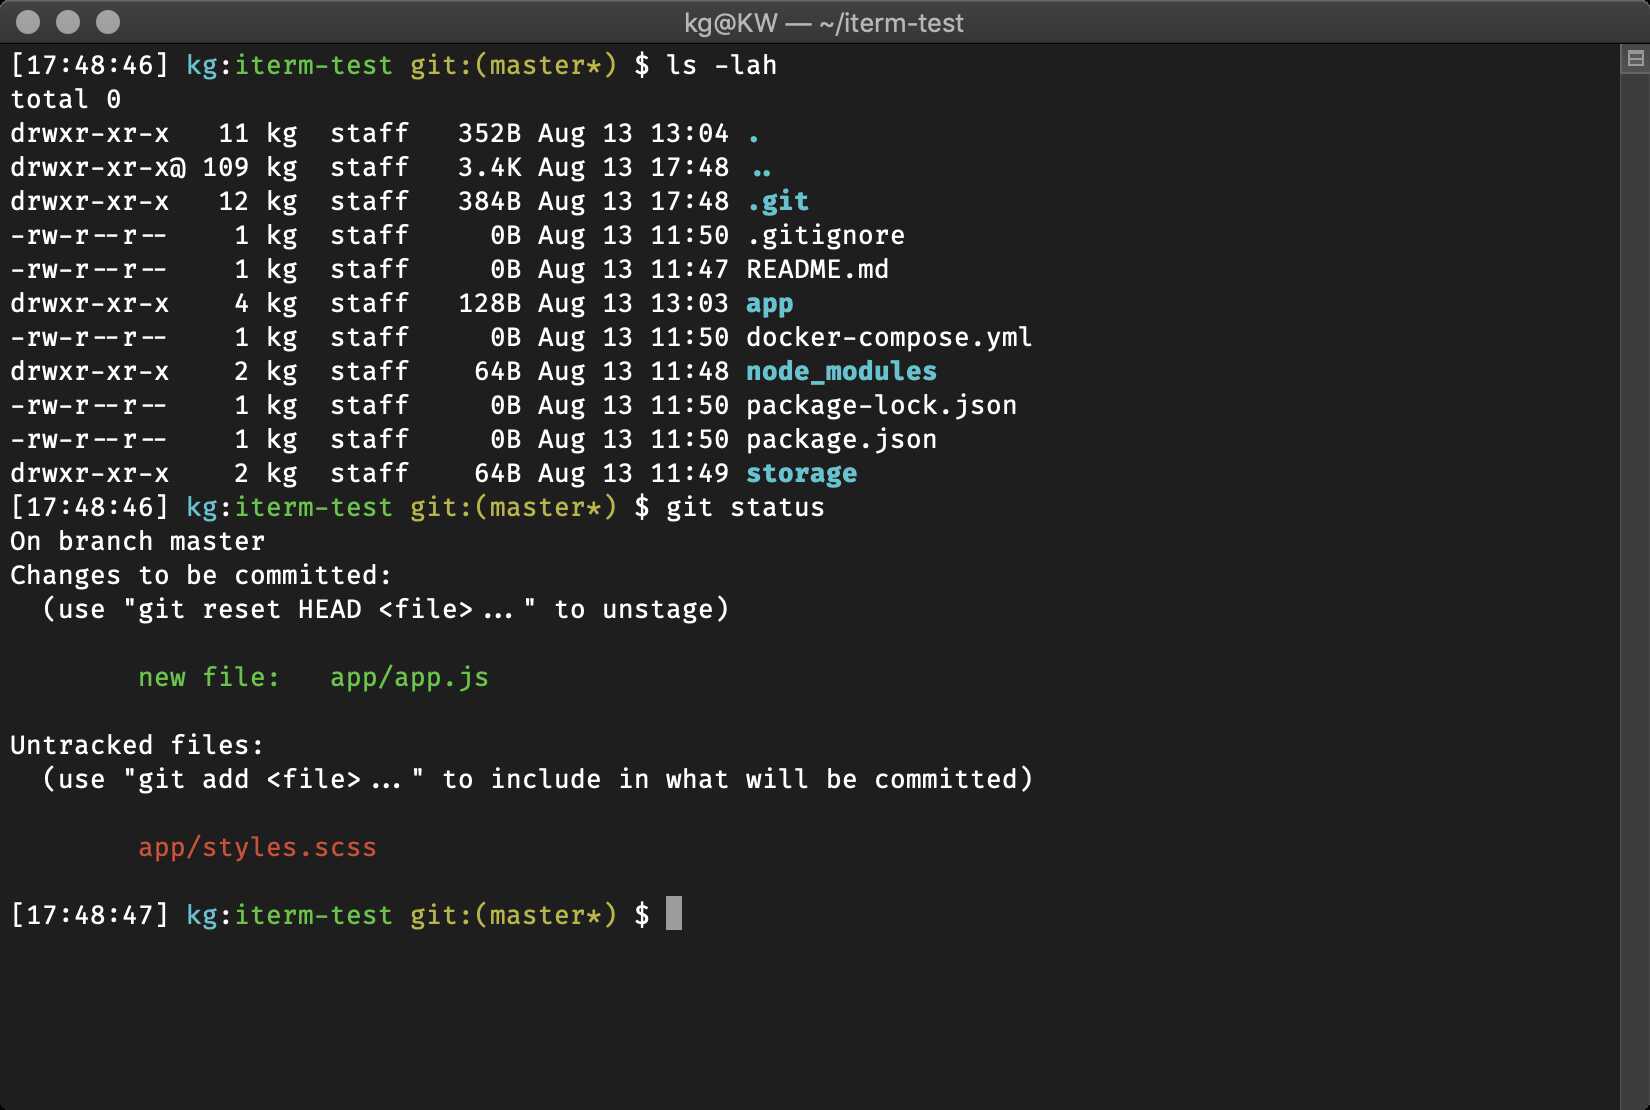 kg@KW — ~/iterm-test
[17:48:46] kg:iterm-test git:(master*) $ ls -lah
total 0
drwxr-xr-x   11 kg  staff   352B Aug 13 13:04 .
drwxr-xr-x@ 109 kg  staff   3.4K Aug 13 17:48 ..
drwxr-xr-x   12 kg  staff   384B Aug 13 17:48 .git
-rw-r--r--    1 kg  staff     0B Aug 13 11:50 .gitignore
-rw-r--r--    1 kg  staff     0B Aug 13 11:47 README.md
drwxr-xr-x    4 kg  staff   128B Aug 13 13:03 app
-rw-r--r--    1 kg  staff     0B Aug 13 11:50 docker-compose.yml
drwxr-xr-x    2 kg  staff    64B Aug 13 11:48 node_modules
-rw-r--r--    1 kg  staff     0B Aug 13 11:50 package-lock.json
-rw-r--r--    1 kg  staff     0B Aug 13 11:50 package.json
drwxr-xr-x    2 kg  staff    64B Aug 13 11:49 storage
[17:48:46] kg:iterm-test git:(master*) $ git status
On branch master
Changes to be committed:
  (use "git reset HEAD <file>..." to unstage)
        new file:   app/app.js
Untracked files:
  (use "git add <file>..." to include in what will be committed)
        app/styles.scss
[17:48:47] kg:iterm-test git:(master*) $